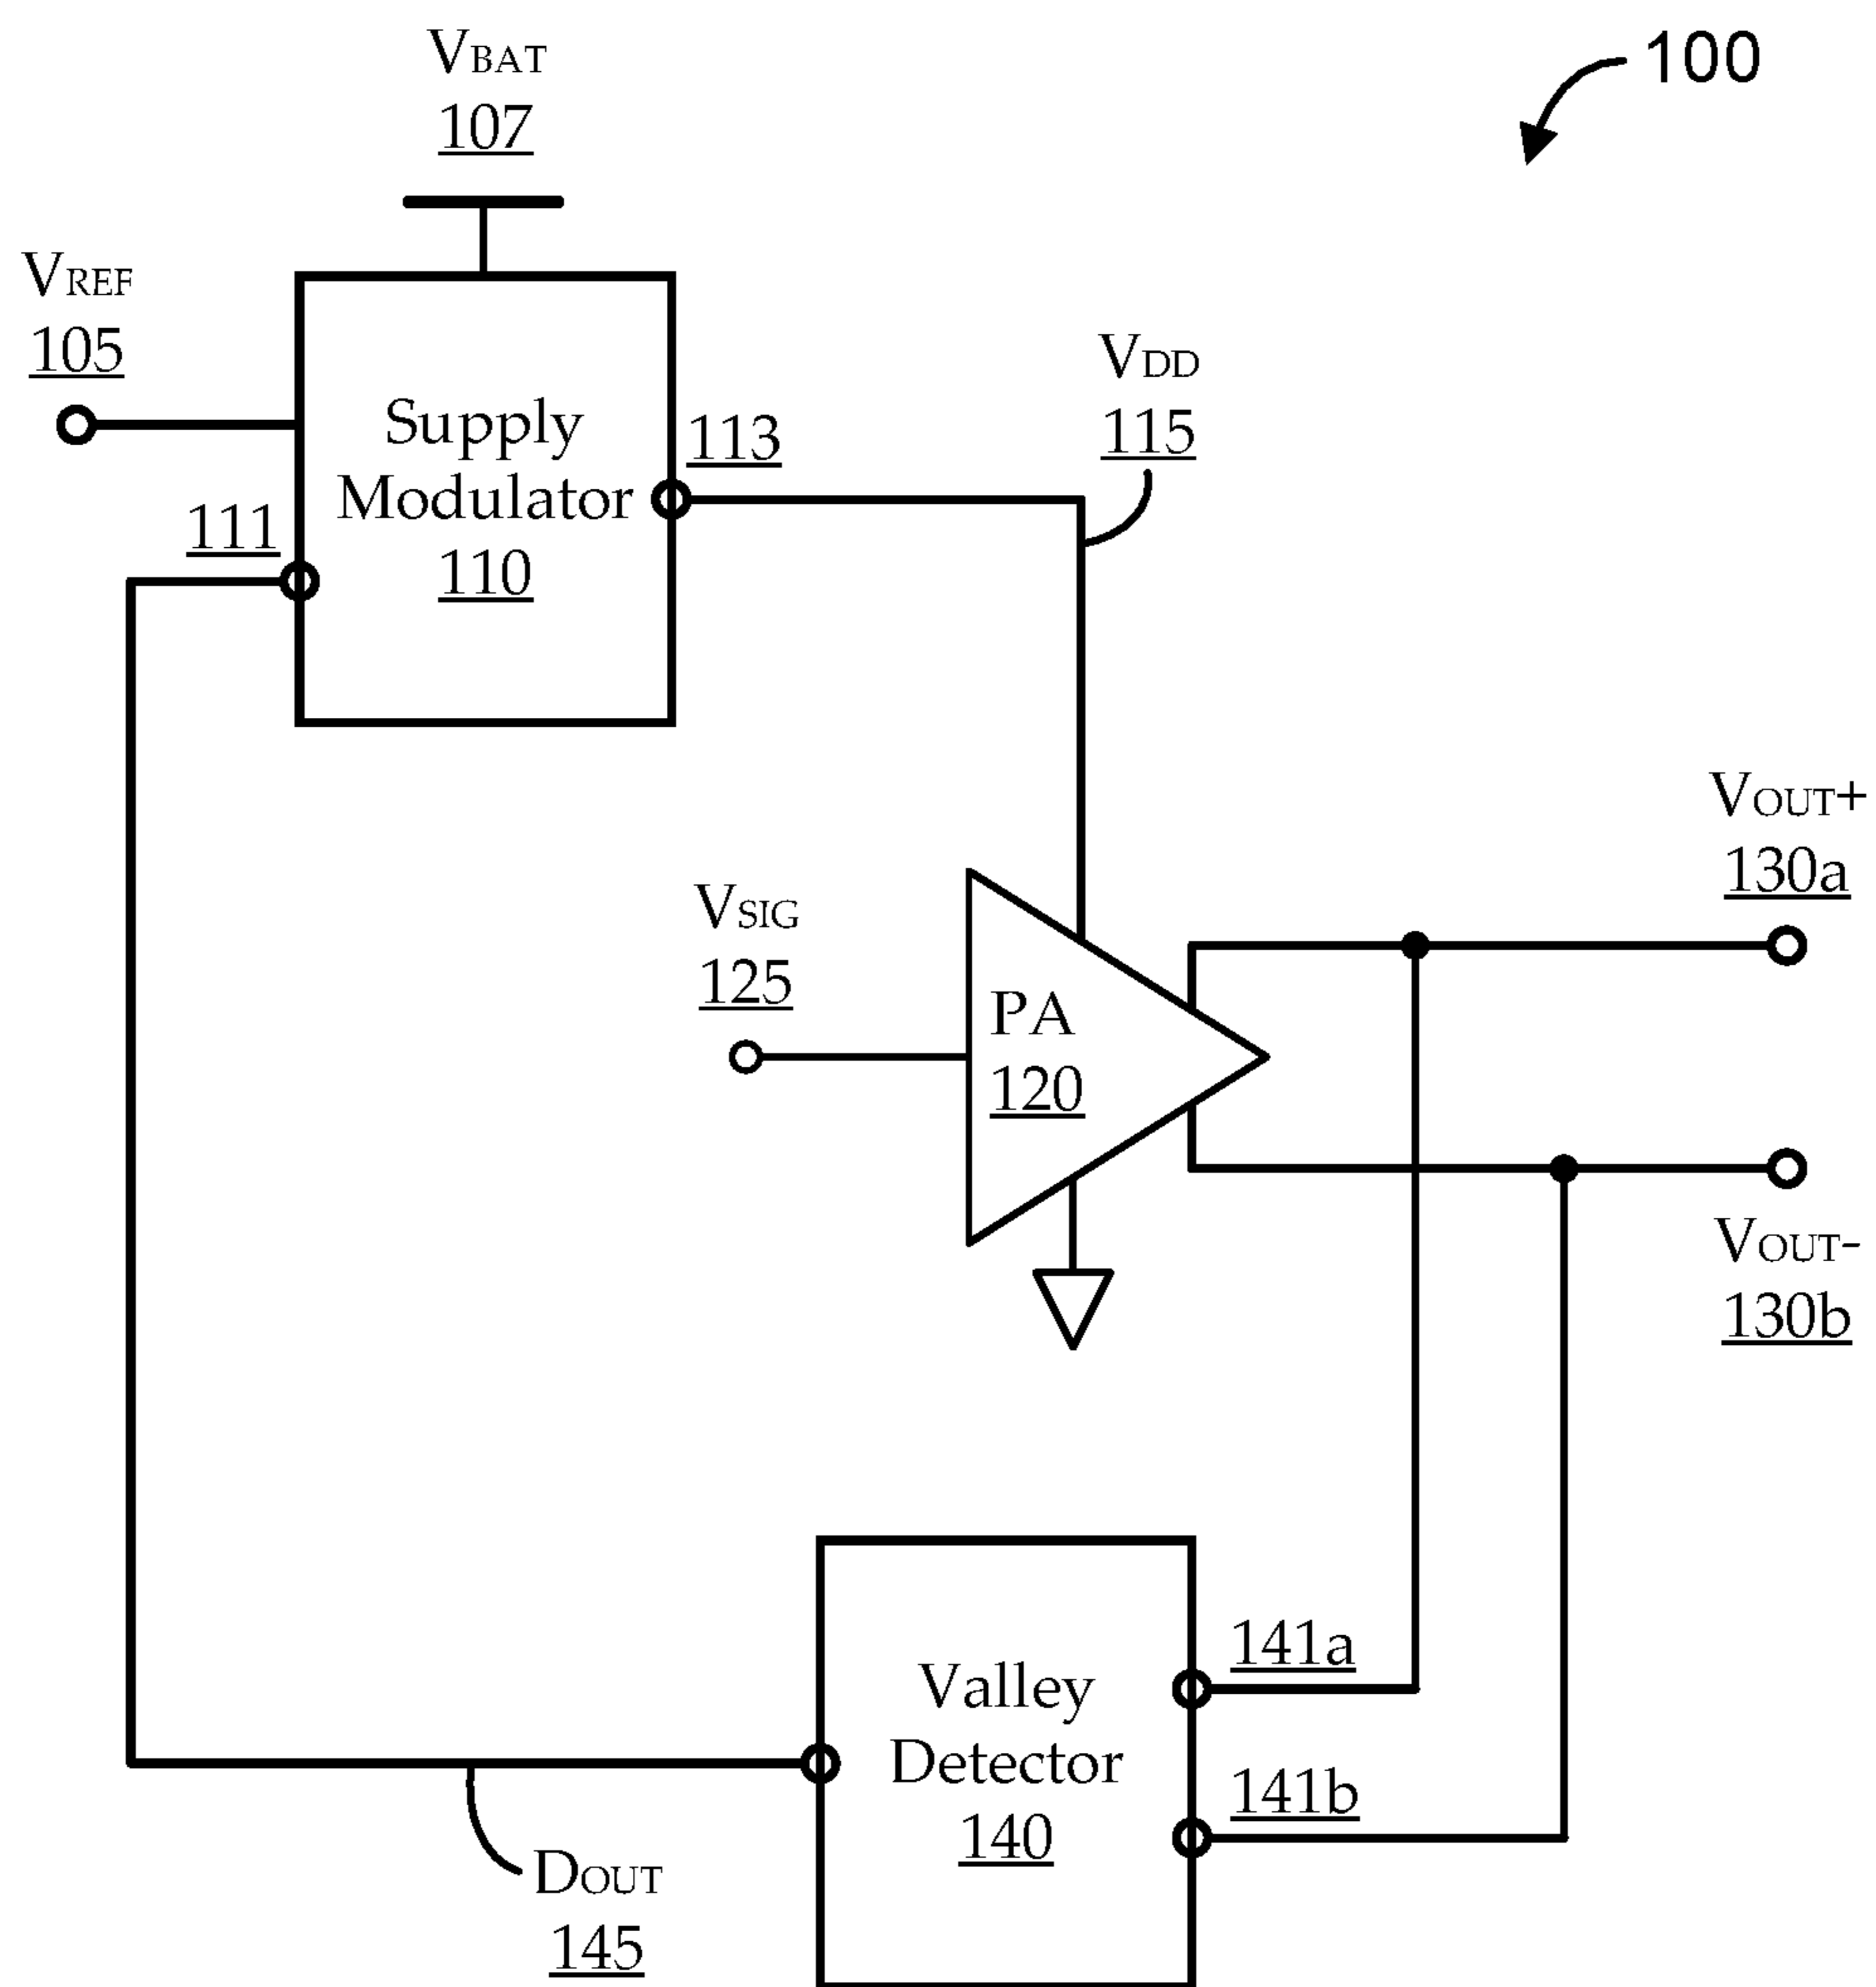 100
VBAT
107
VREF
105
Supply
Modulator
110
111
113
VDD
115
VSIG
125
PA
120
VOUT+
130a
VOUT-
130b
Valley
Detector
140
141a
141b
DOUT
145